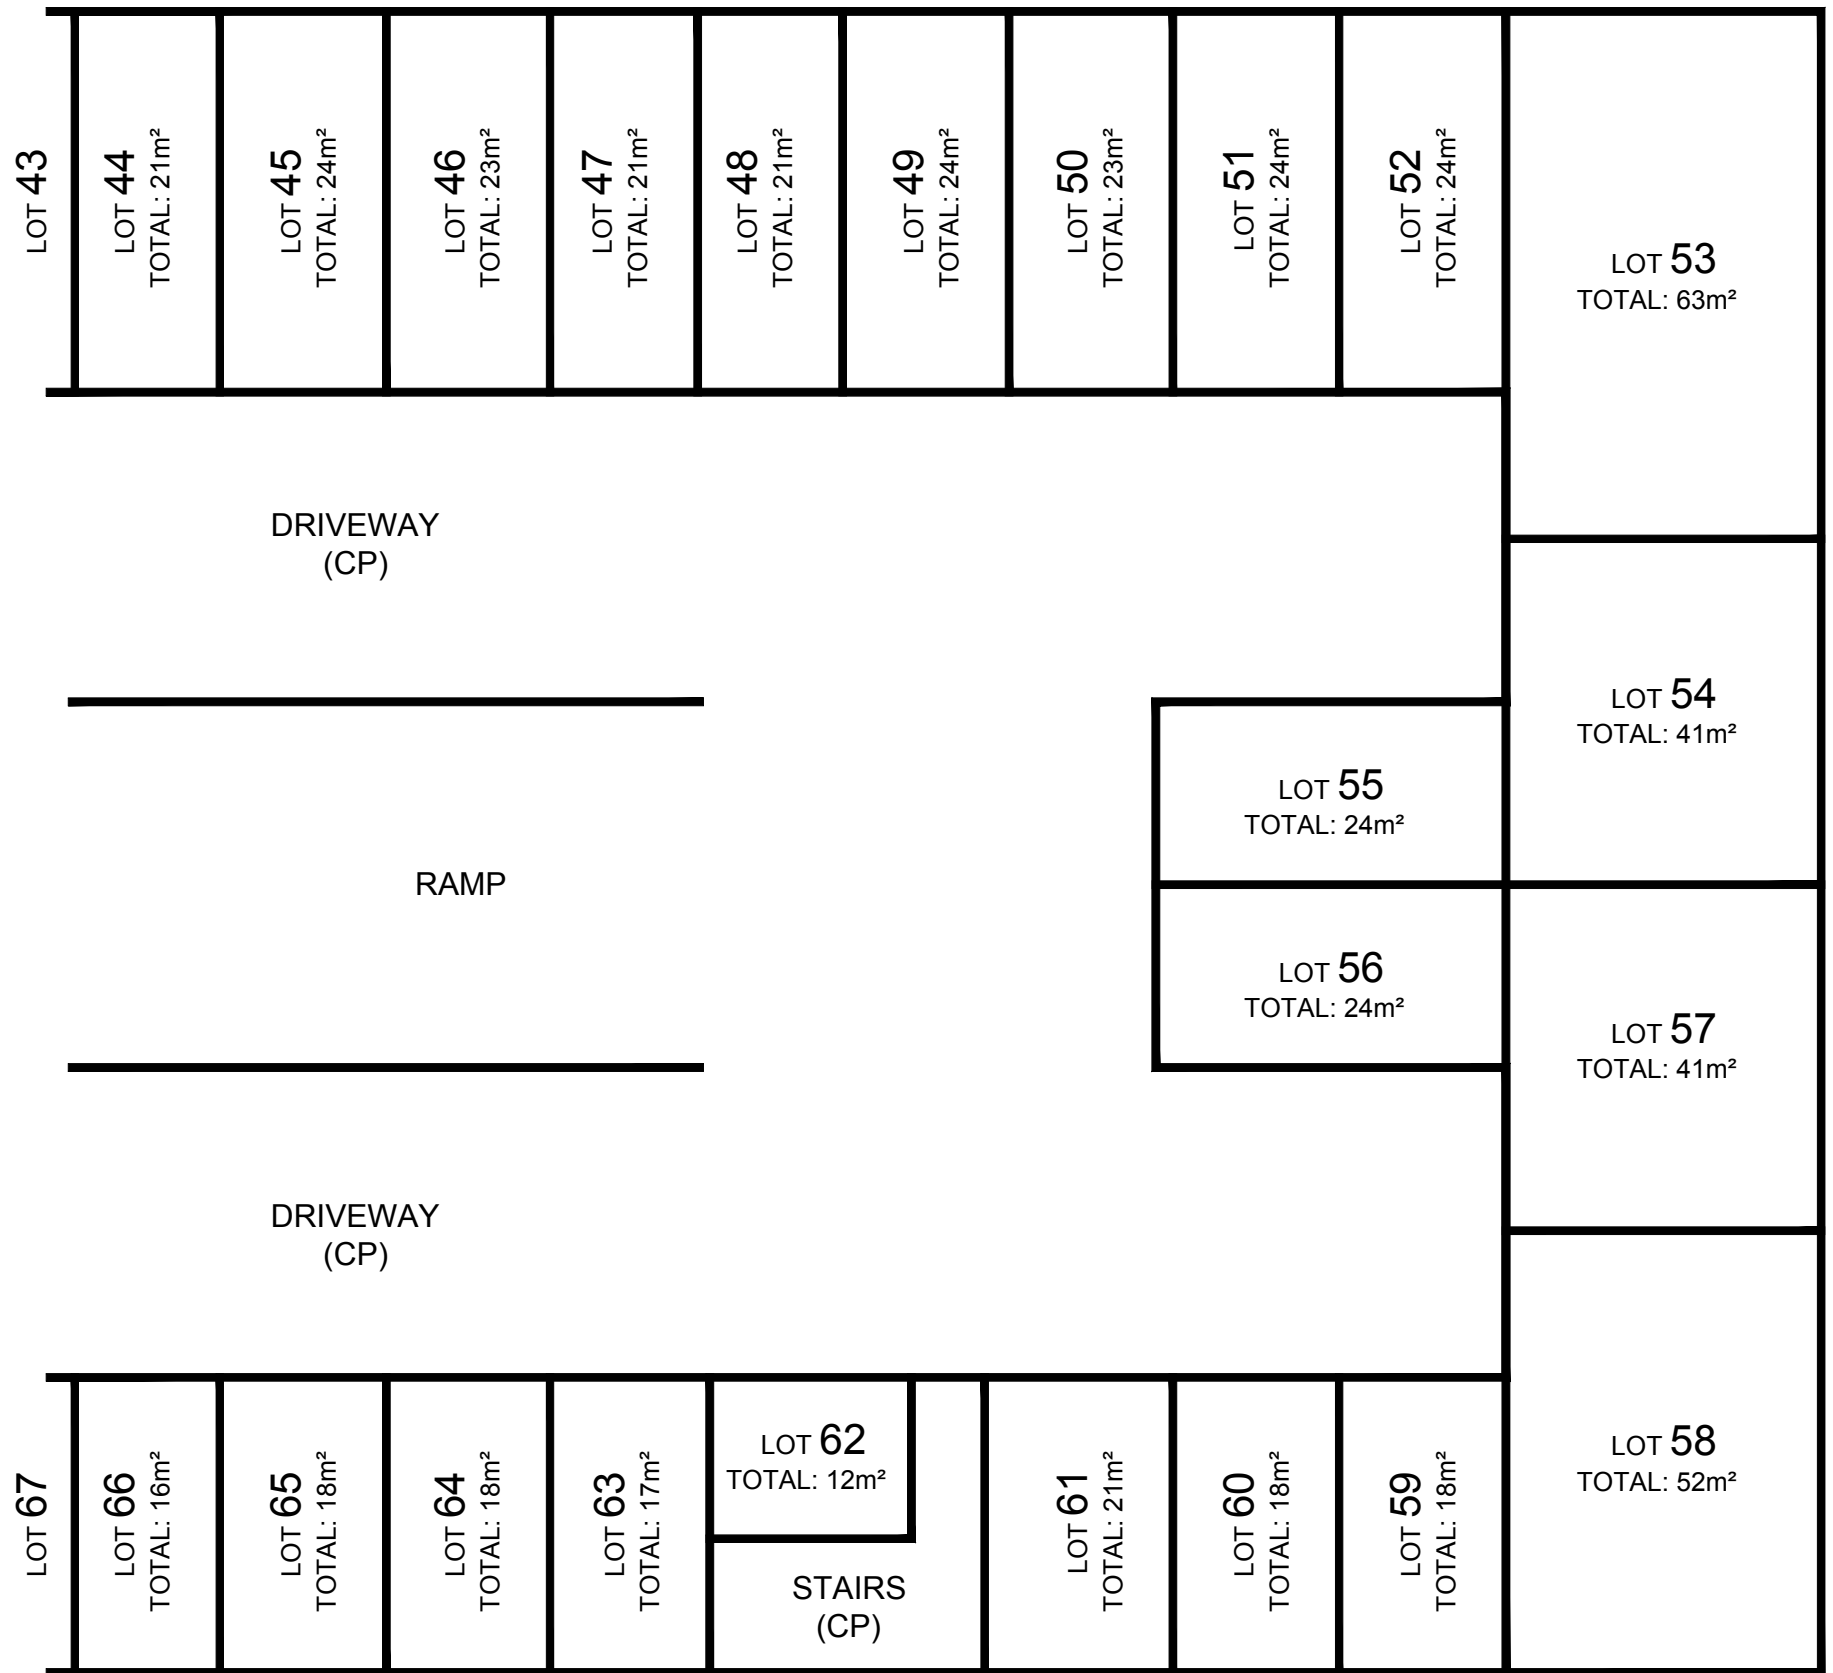 LOT 43
LOT 44
TOTAL: 21m²
LOT 45
TOTAL: 24m²
LOT 46
TOTAL: 23m²
LOT 47
TOTAL: 21m²
LOT 48
TOTAL: 21m²
LOT 49
TOTAL: 24m²
LOT 50
TOTAL: 23m²
LOT 51
TOTAL: 24m²
LOT 52
TOTAL: 24m²
LOT 53
TOTAL: 63m²
DRIVEWAY
(CP)
LOT 54
TOTAL: 41m²
LOT 55
TOTAL: 24m²
RAMP
LOT 56
TOTAL: 24m²
LOT 57
TOTAL: 41m²
DRIVEWAY
(CP)
LOT 67
LOT 66
TOTAL: 16m²
LOT 65
TOTAL: 18m²
LOT 64
TOTAL: 18m²
LOT 63
TOTAL: 17m²
LOT 62
TOTAL: 12m²
STAIRS
(CP)
LOT 61
TOTAL: 21m²
LOT 60
TOTAL: 18m²
LOT 59
TOTAL: 18m²
LOT 58
TOTAL: 52m²